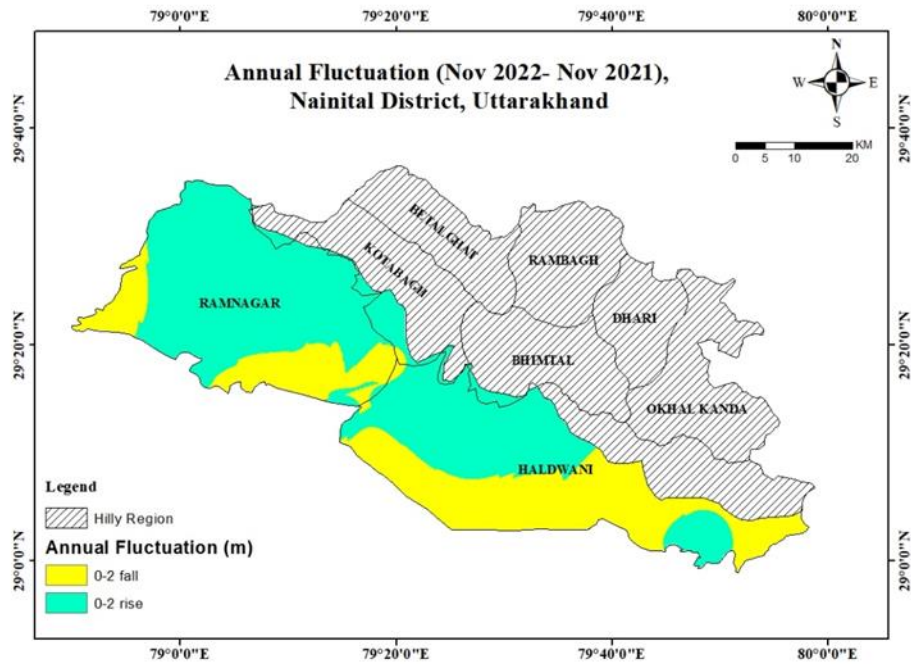 79°0'0"E 79°20'0"E 79°40'0"E 80°0'0"E
Annual Fluctuation (Nov 2022- Nov 2021),
Nainital District, Uttarakhand
N
W E
S
KM
0 5 10 20
29°40'0"N
29°40'0"N
BETALGHAT
KOTABAGH
RAMBAGH
RAMNAGAR
DHARI
29°20'0"N
29°20'0"N
BHIMTAL
OKHAL KANDA
HALDWANI
Legend
Hilly Region
Annual Fluctuation (m)
0-2 fall
0-2 rise
29°0'0"N
29°0'0"N
79°0'0"E 79°20'0"E 79°40'0"E 80°0'0"E